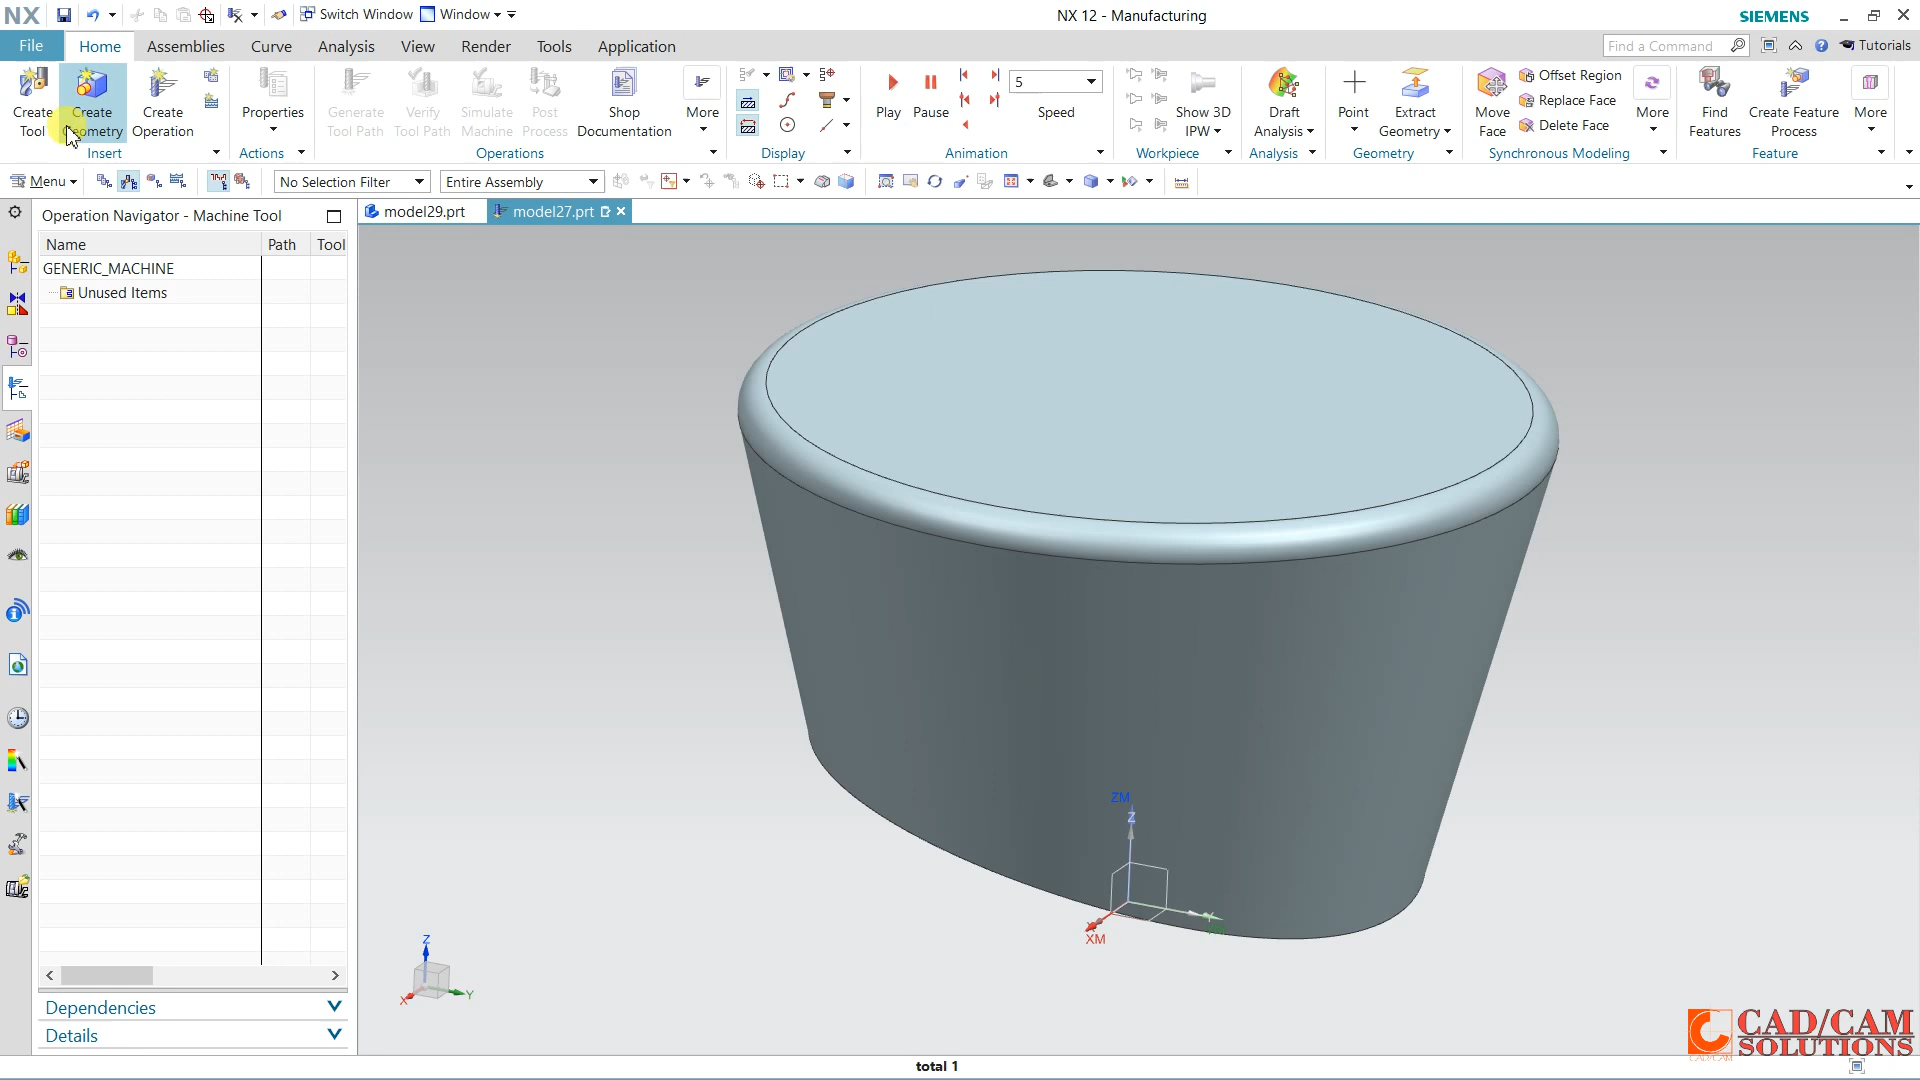 NX
Switch Window
Window
NX 12 - Manufacturing
SIEMENS
File
Home
Assemblies
Curve
Analysis
View
Render
Tools
Application
Find a Command
Tutorials
Create Tool
Create Geometry
Create Operation
Insert
Properties
Actions
Generate Tool Path
Verify Tool Path
Simulate Machine
Post Process
Shop Documentation
More
Operations
Display
Play
Pause
5
Speed
Animation
Show 3D IPW
Workpiece
Draft Analysis
Analysis
Point
Extract Geometry
Geometry
Move Face
Offset Region
Replace Face
Delete Face
More
Synchronous Modeling
Find Features
Create Feature Process
More
Feature
Menu
No Selection Filter
Entire Assembly
Operation Navigator - Machine Tool
model29.prt
model27.prt
Name
Path
Tool
GENERIC_MACHINE
Unused Items
ZM
Z
XM
Z
X
Y
Dependencies
Details
CAD/CAM
SOLUTIONS
total 1